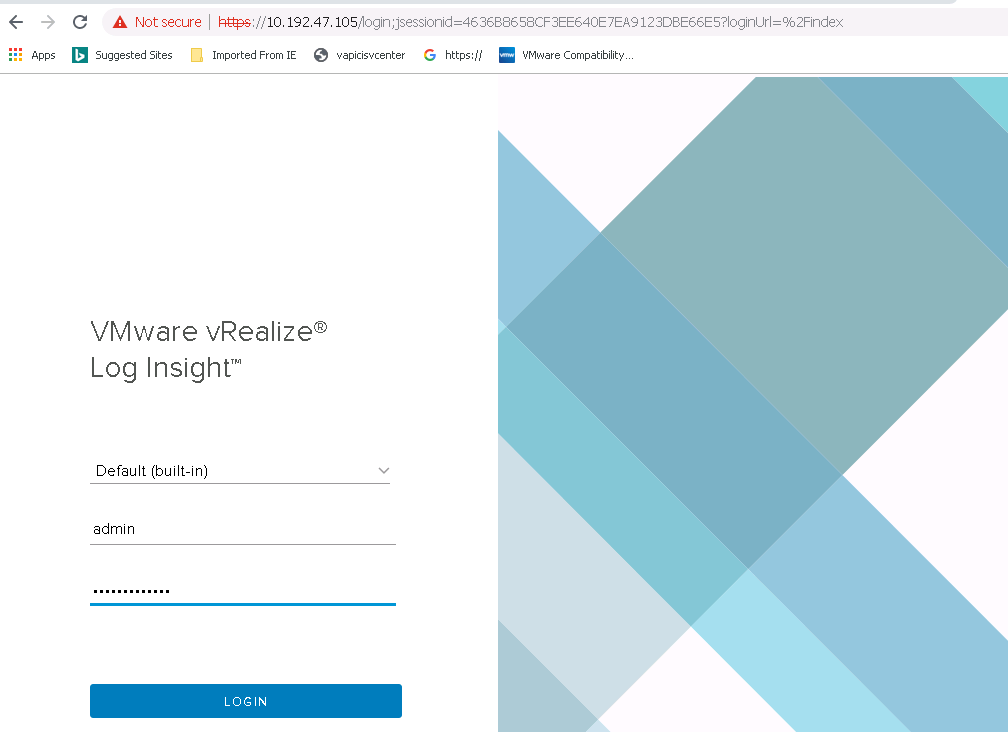 Not secure | https://10.192.47.105/login;jsessionid=4636B8658CF3EE640E7EA9123DBE66E5?loginUrl=%2Findex
Apps Suggested Sites Imported From IE vapicisvcenter https:// vmw VMware Compatibility...
VMware vRealize®
Log Insight™
Default (built-in)
admin
•••••••••••••
LOGIN